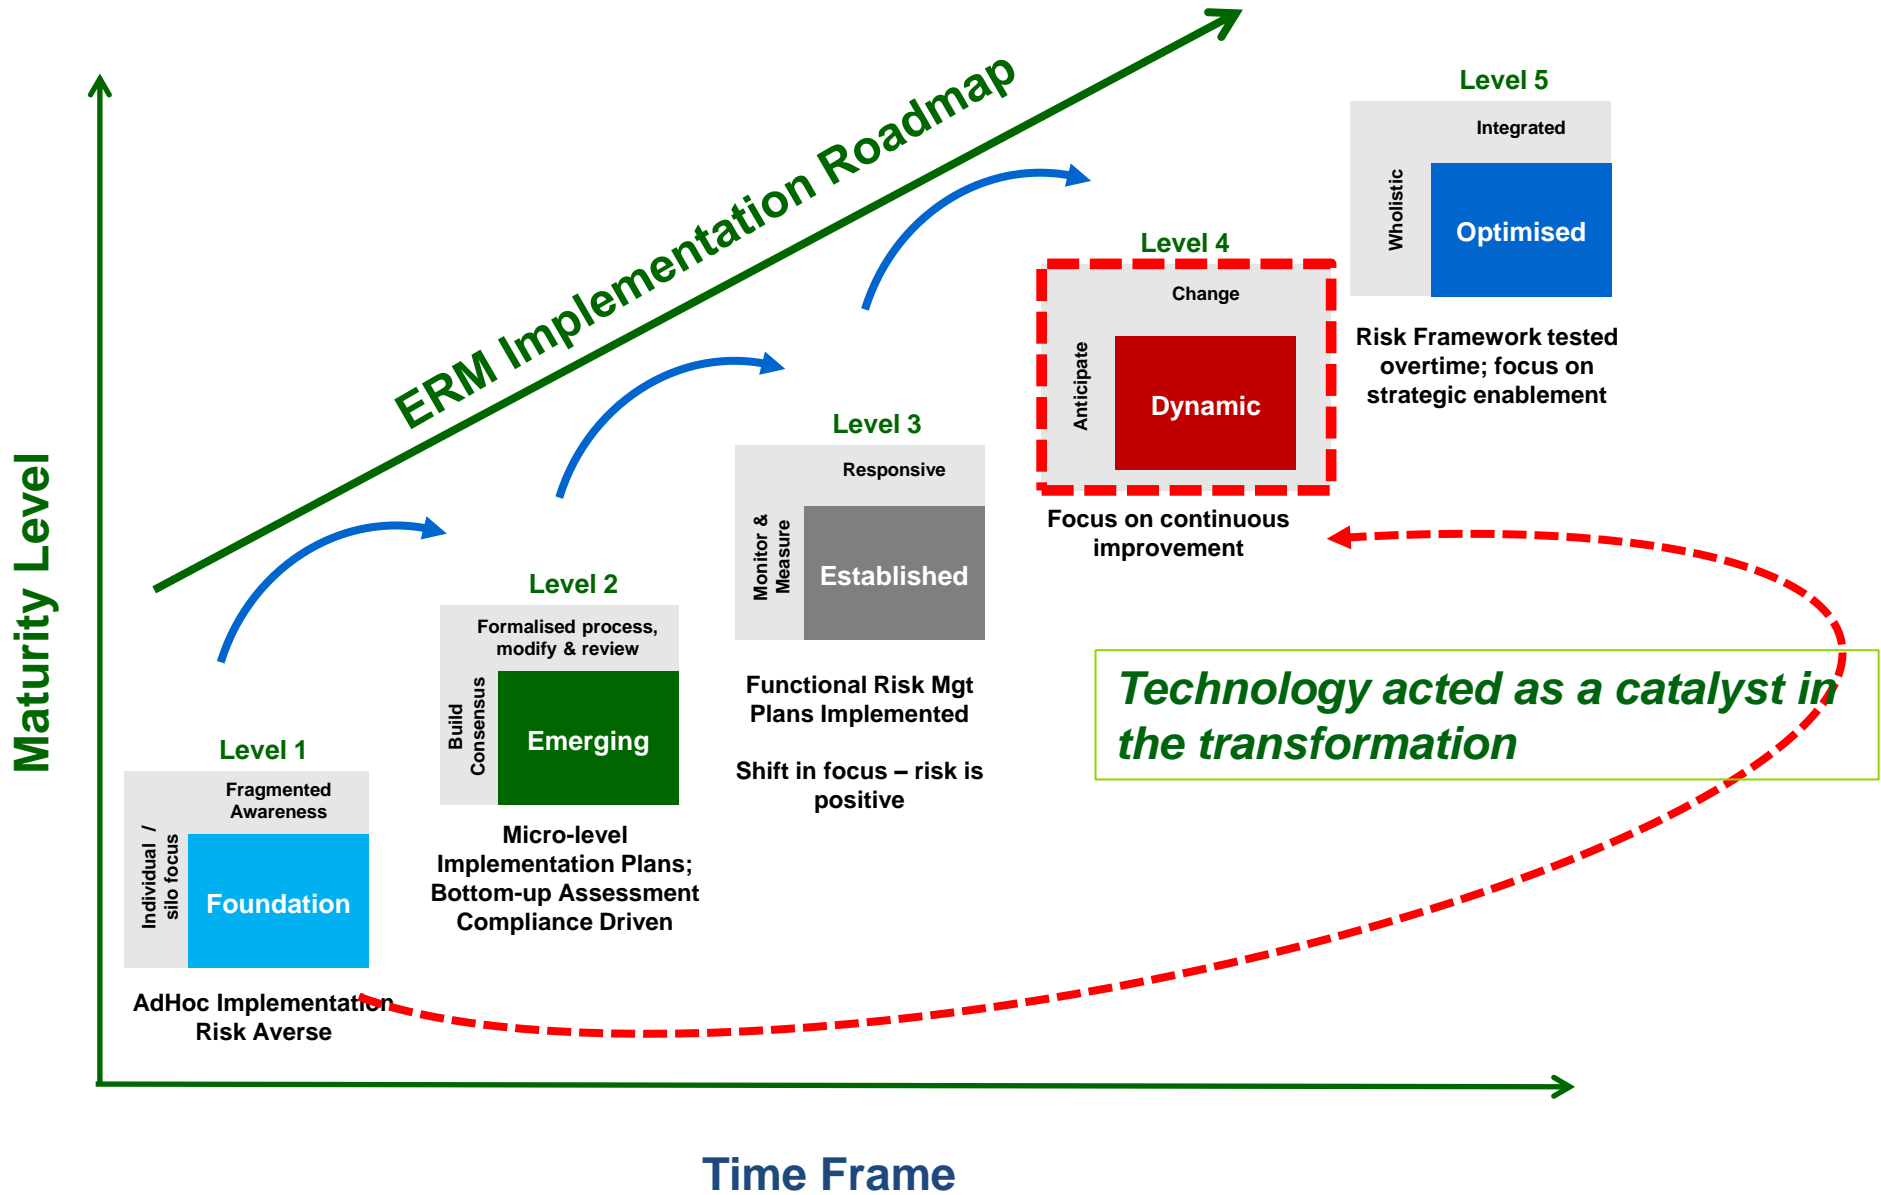 ERM Implementation Roadmap
Maturity Level
Time Frame
Level 1
Fragmented
Awareness
Individual /
silo focus
Foundation
AdHoc Implementation
Risk Averse
Level 2
Formalised process,
modify & review
Build
Consensus
Emerging
Micro-level
Implementation Plans;
Bottom-up Assessment
Compliance Driven
Level 3
Responsive
Monitor &
Measure
Established
Functional Risk Mgt
Plans Implemented
Shift in focus – risk is
positive
Level 4
Change
Anticipate
Dynamic
Focus on continuous
improvement
Level 5
Integrated
Wholistic
Optimised
Risk Framework tested
overtime; focus on
strategic enablement
Technology acted as a catalyst in
the transformation